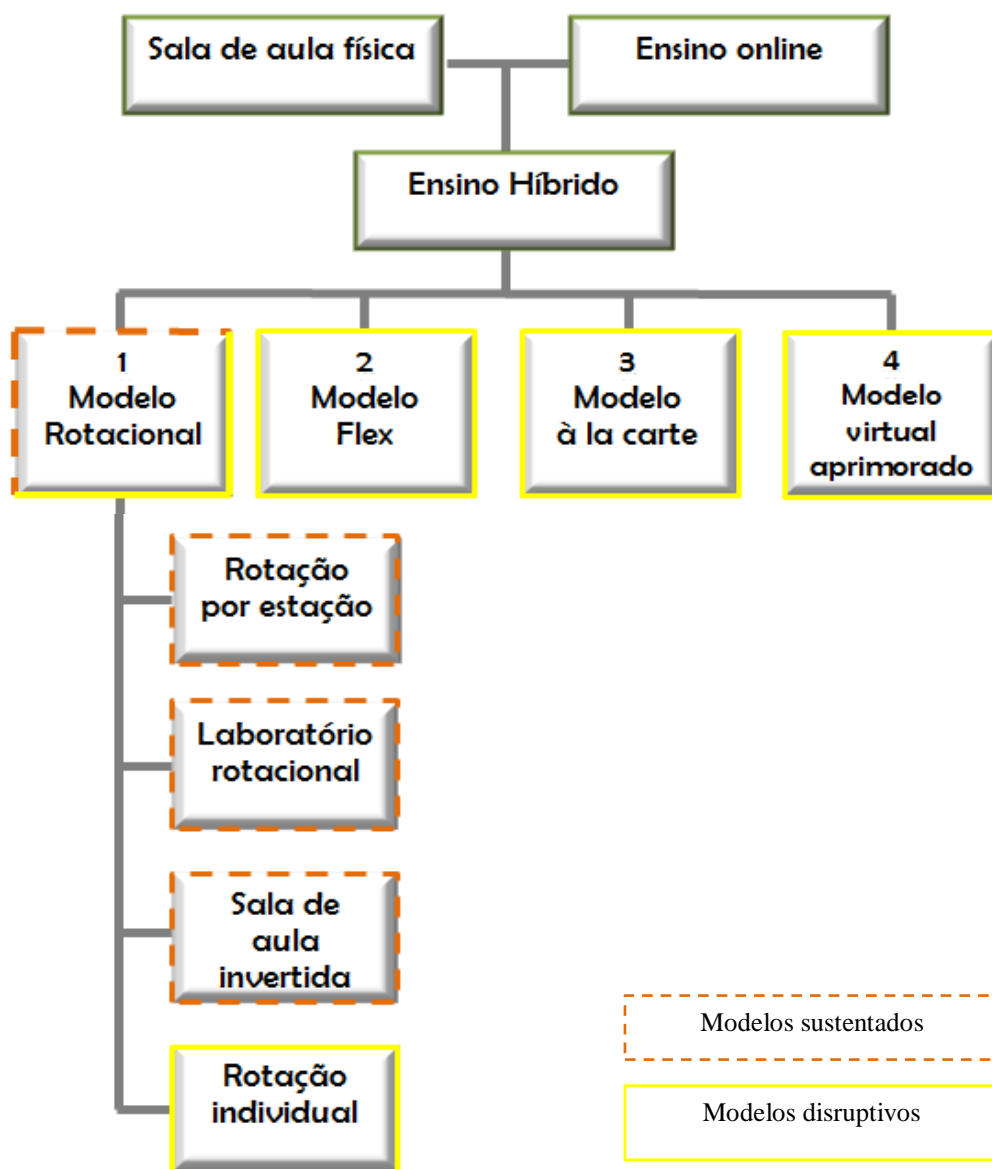 Sala de aula física
Ensino online
Ensino Híbrido
1
Modelo
Rotacional
2
Modelo
Flex
3
Modelo
à la carte
4
Modelo
virtual
aprimorado
Rotação
por estação
Laboratório
rotacional
Sala de
aula
invertida
Rotação
individual
Modelos sustentados
Modelos disruptivos